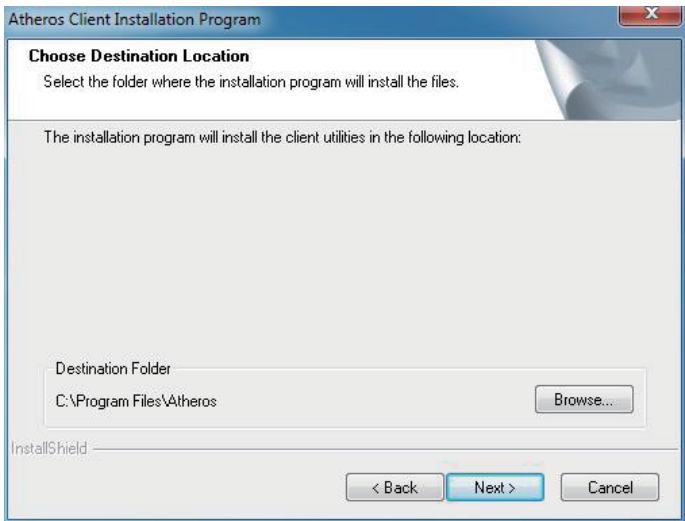 Atheros Client Installation Program
Choose Destination Location
Select the folder where the installation program will install the files.
The installation program will install the client utilities in the following location:
Destination Folder
C:\Program Files\Atheros
Browse...
InstallShield
< Back
Next >
Cancel